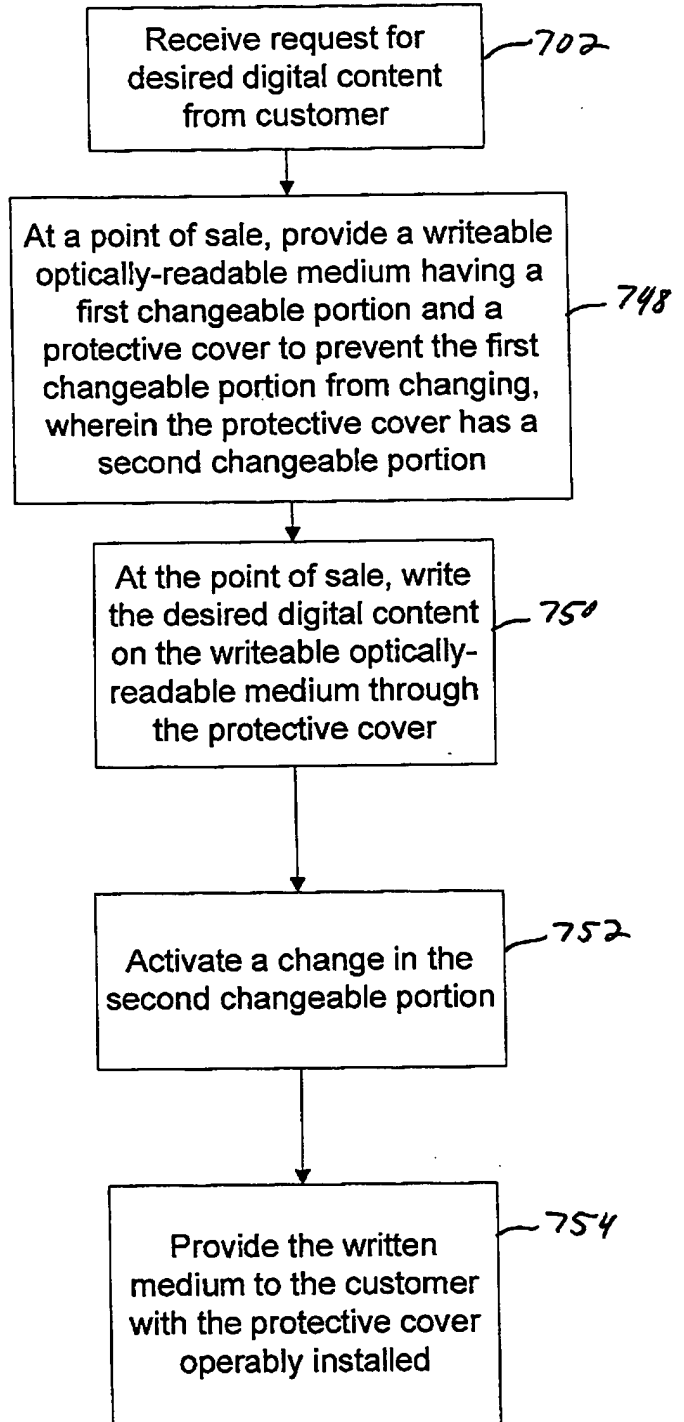 Receive request for
desired digital content
from customer
702
At a point of sale, provide a writeable
optically-readable medium having a
first changeable portion and a
protective cover to prevent the first
changeable portion from changing,
wherein the protective cover has a
second changeable portion
748
At the point of sale, write
the desired digital content
on the writeable optically-
readable medium through
the protective cover
750
Activate a change in the
second changeable portion
752
Provide the written
medium to the customer
with the protective cover
operably installed
754